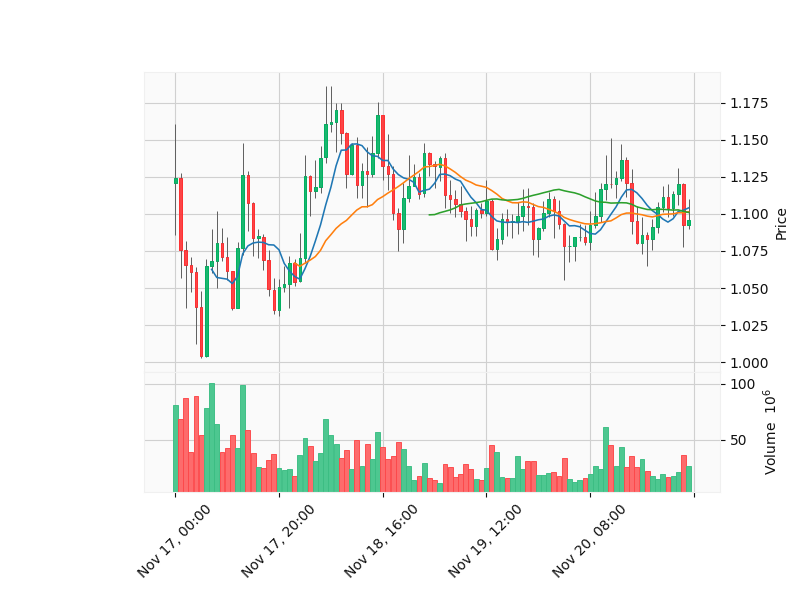 1.175
1.150
1.125
1.100
1.075
1.050
1.025
1.000
Price
100
50
Volume 10^6
Nov 17, 00:00
Nov 17, 20:00
Nov 18, 16:00
Nov 19, 12:00
Nov 20, 08:00